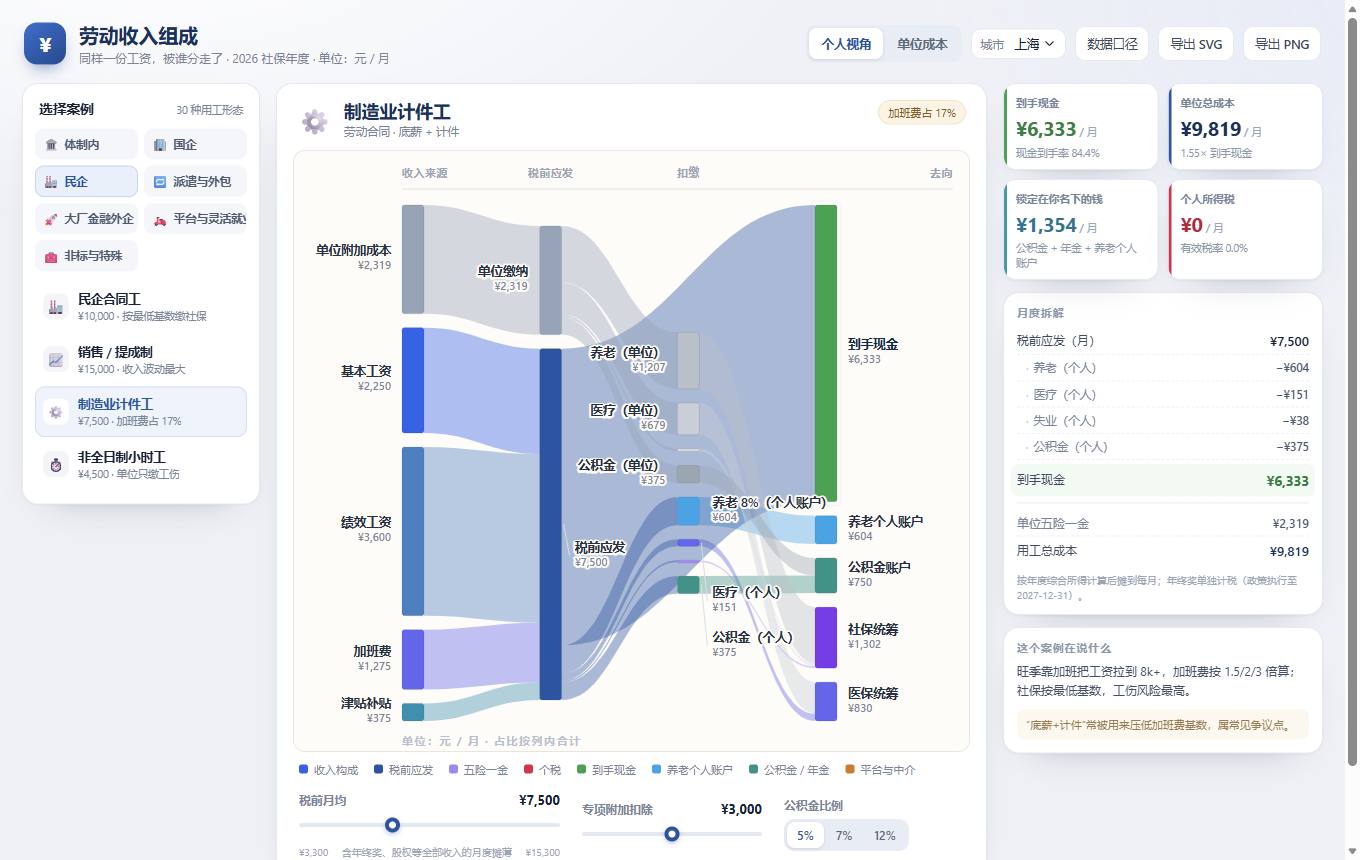 ¥
劳动收入组成
同样一份工资，被谁分走了 · 2026 社保年度 · 单位：元 / 月
个人视角
单位成本
城市 上海
数据口径
导出 SVG
导出 PNG
选择案例
30 种用工形态
体制内
国企
民企
派遣与外包
大厂金融外企
平台与灵活就业
非标与特殊
民企合同工
¥10,000 · 按最低基数缴社保
销售 / 提成制
¥15,000 · 收入波动最大
制造业计件工
¥7,500 · 加班费占 17%
非全日制小时工
¥4,500 · 单位只缴工伤
制造业计件工
劳动合同 · 底薪 + 计件
加班费占 17%
收入来源
税前应发
扣缴
去向
单位附加成本
¥2,319
基本工资
¥2,250
绩效工资
¥3,600
加班费
¥1,275
津贴补贴
¥375
单位缴纳
¥2,319
税前应发
¥7,500
养老（单位）
¥1,207
医疗（单位）
¥679
公积金（单位）
¥375
养老 8%（个人账户）
¥604
医疗（个人）
¥151
公积金（个人）
¥375
到手现金
¥6,333
养老个人账户
¥604
公积金账户
¥750
社保统筹
¥1,302
医保统筹
¥830
单位：元 / 月 · 占比按列内合计
收入构成
税前应发
五险一金
个税
到手现金
养老个人账户
公积金 / 年金
平台与中介
税前月均
¥7,500
¥3,300
含年终奖、股权等全部收入的月度摊薄
¥15,300
专项附加扣除
¥3,000
公积金比例
5%
7%
12%
到手现金
¥6,333 / 月
现金到手率 84.4%
单位总成本
¥9,819 / 月
1.55× 到手现金
锁定在你名下的钱
¥1,354 / 月
公积金 + 年金 + 养老个人
账户
个人所得税
¥0 / 月
有效税率 0.0%
月度拆解
税前应发（月） ¥7,500
· 养老（个人） −¥604
· 医疗（个人） −¥151
· 失业（个人） −¥38
· 公积金（个人） −¥375
到手现金 ¥6,333
单位五险一金 ¥2,319
用工总成本 ¥9,819
按年度综合所得计算后摊到每月；年终奖单独计税（政策执行至
2027-12-31）。
这个案例在说什么
旺季靠加班把工资拉到 8k+，加班费按 1.5/2/3 倍算；
社保按最低基数，工伤风险最高。
“底薪+计件”常被用来压低加班费基数，属常见争议点。